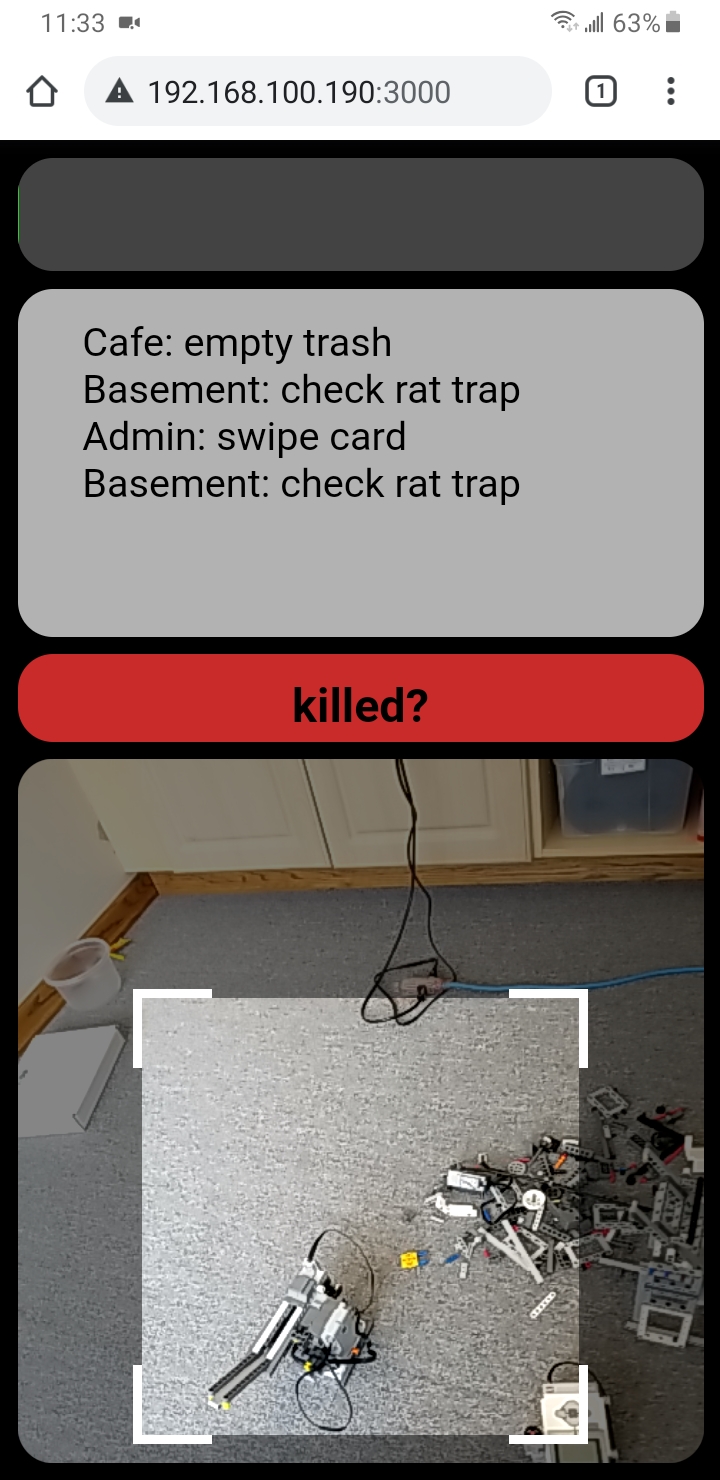 11:33
63%
192.168.100.190:3000
1
Cafe: empty trash
Basement: check rat trap
Admin: swipe card
Basement: check rat trap
killed?